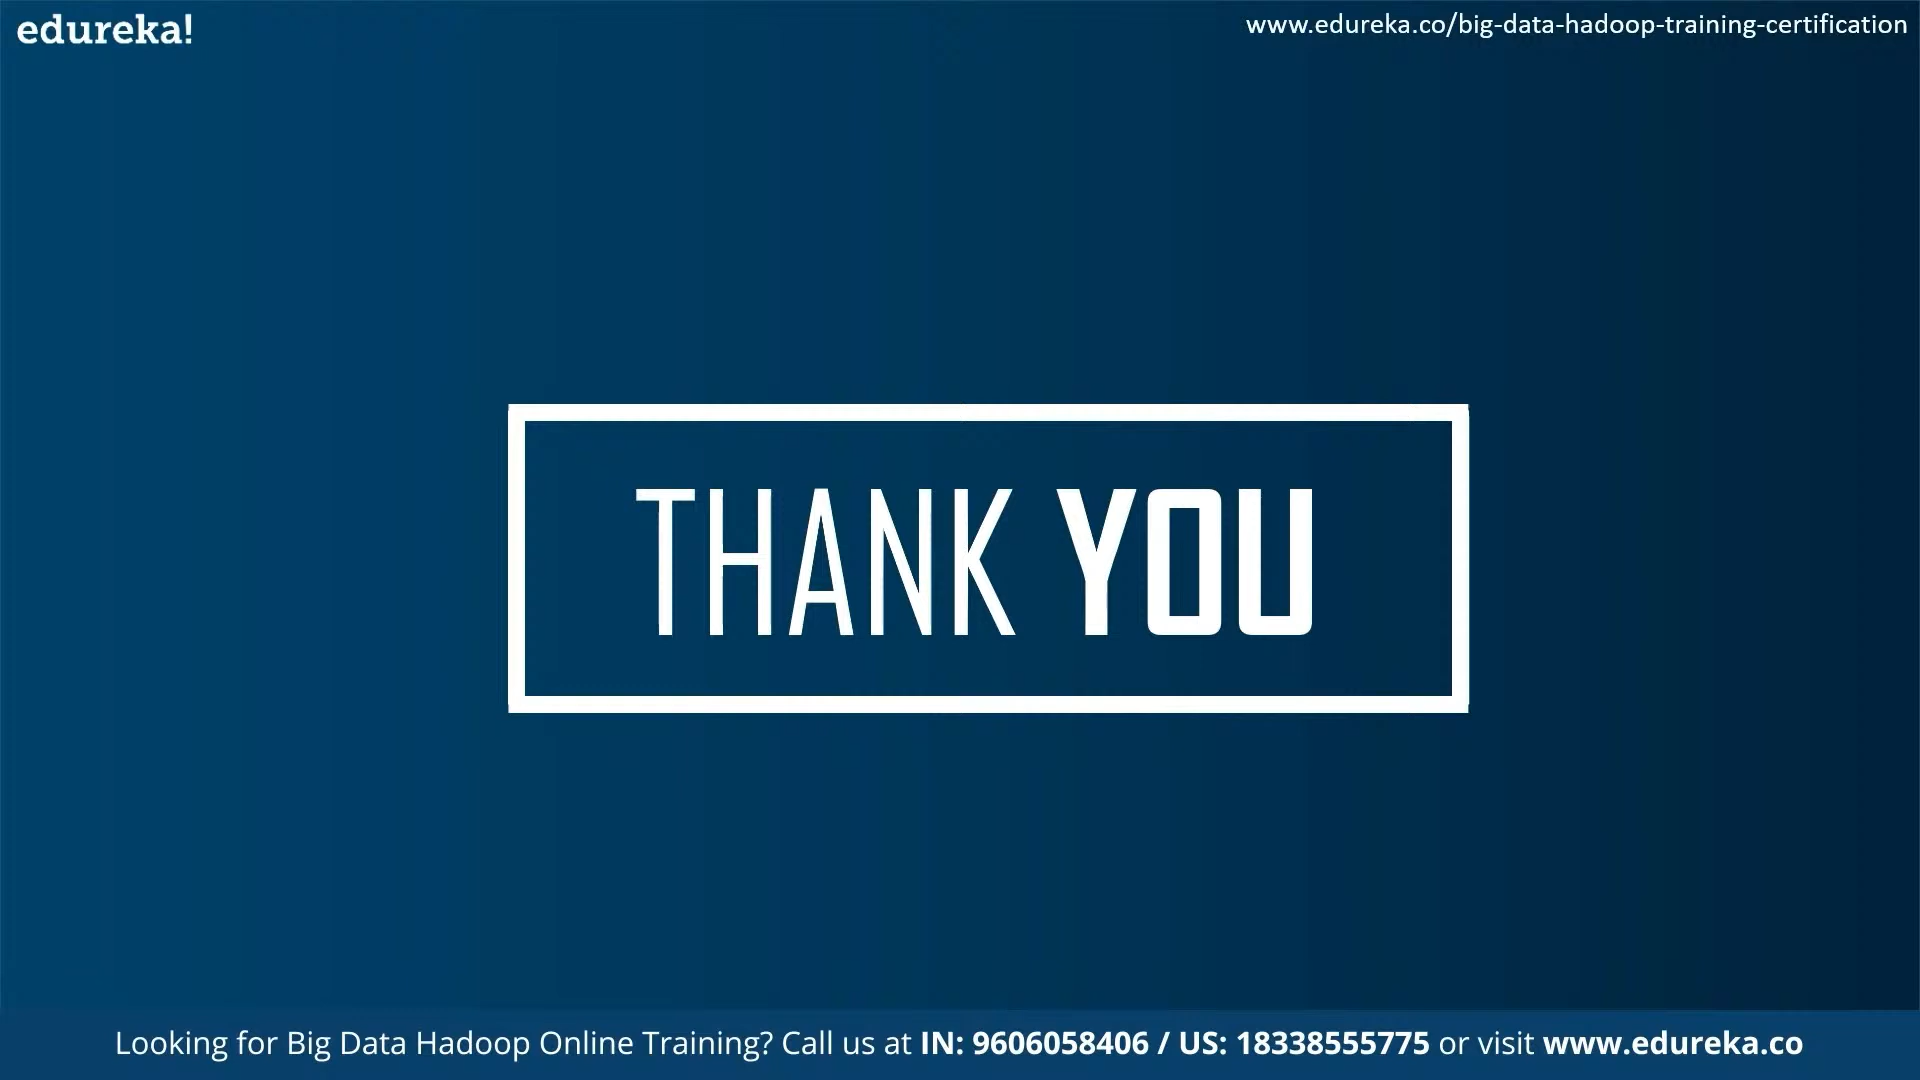 edureka!
www.edureka.co/big-data-hadoop-training-certification
THANK YOU
Looking for Big Data Hadoop Online Training? Call us at IN: 9606058406 / US: 18338555775 or visit www.edureka.co